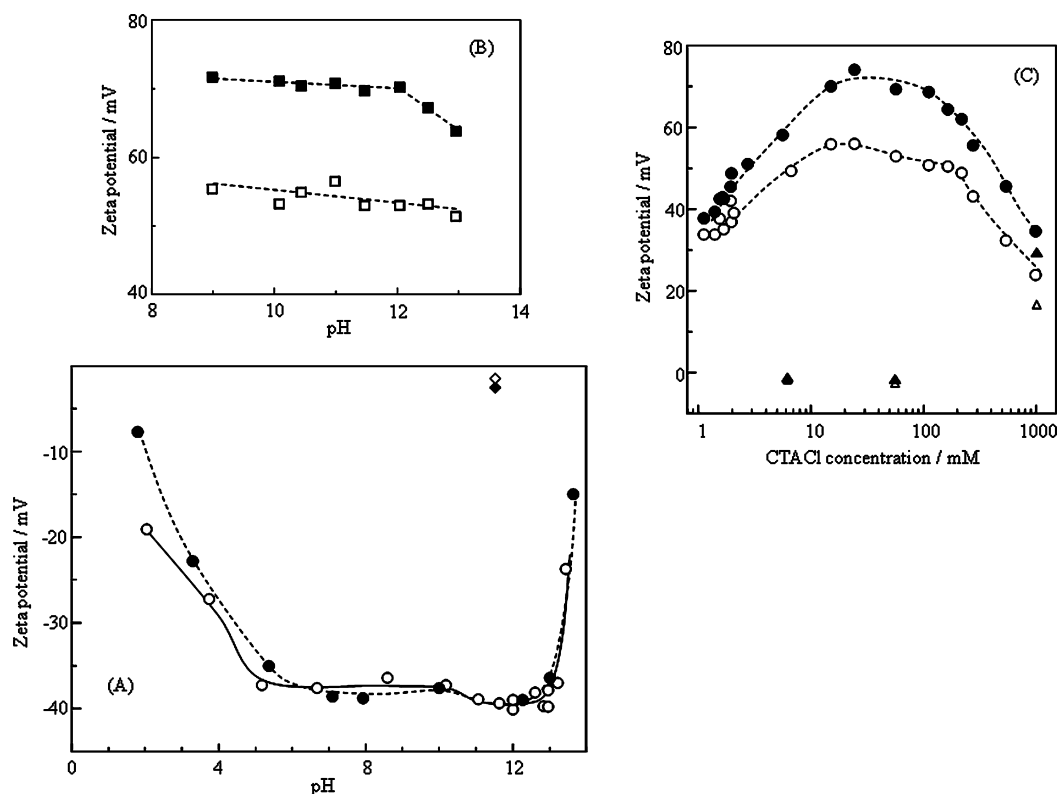 80
(B)
Zeta potential / mV
60
40
8
10
12
14
pH
80
(C)
60
Zeta potential / mV
40
20
0
1
10
100
1000
CTACl concentration / mM
-10
Zeta potential / mV
-20
-30
(A)
-40
0
4
8
12
pH